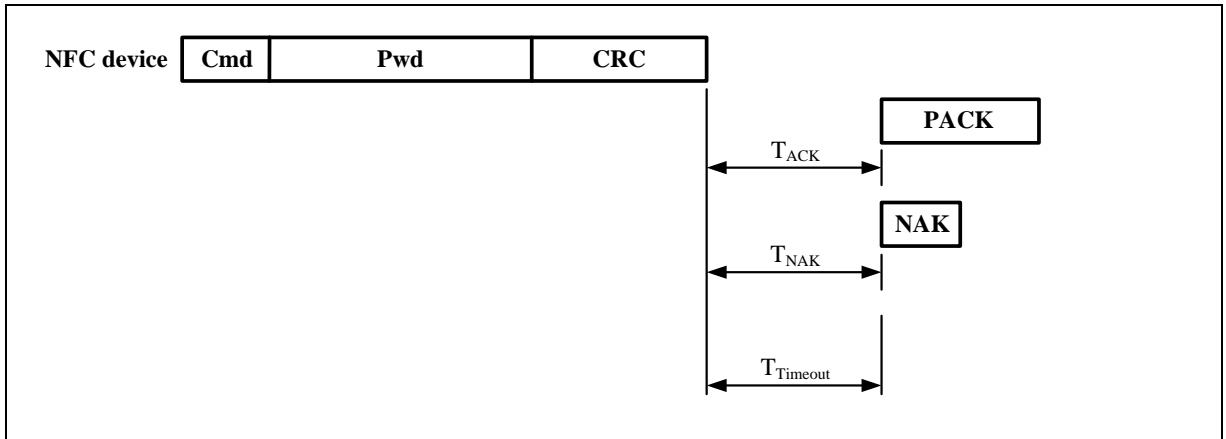 NFC device Cmd Pwd CRC
PACK
TACK
NAK
TNAK
TTimeout